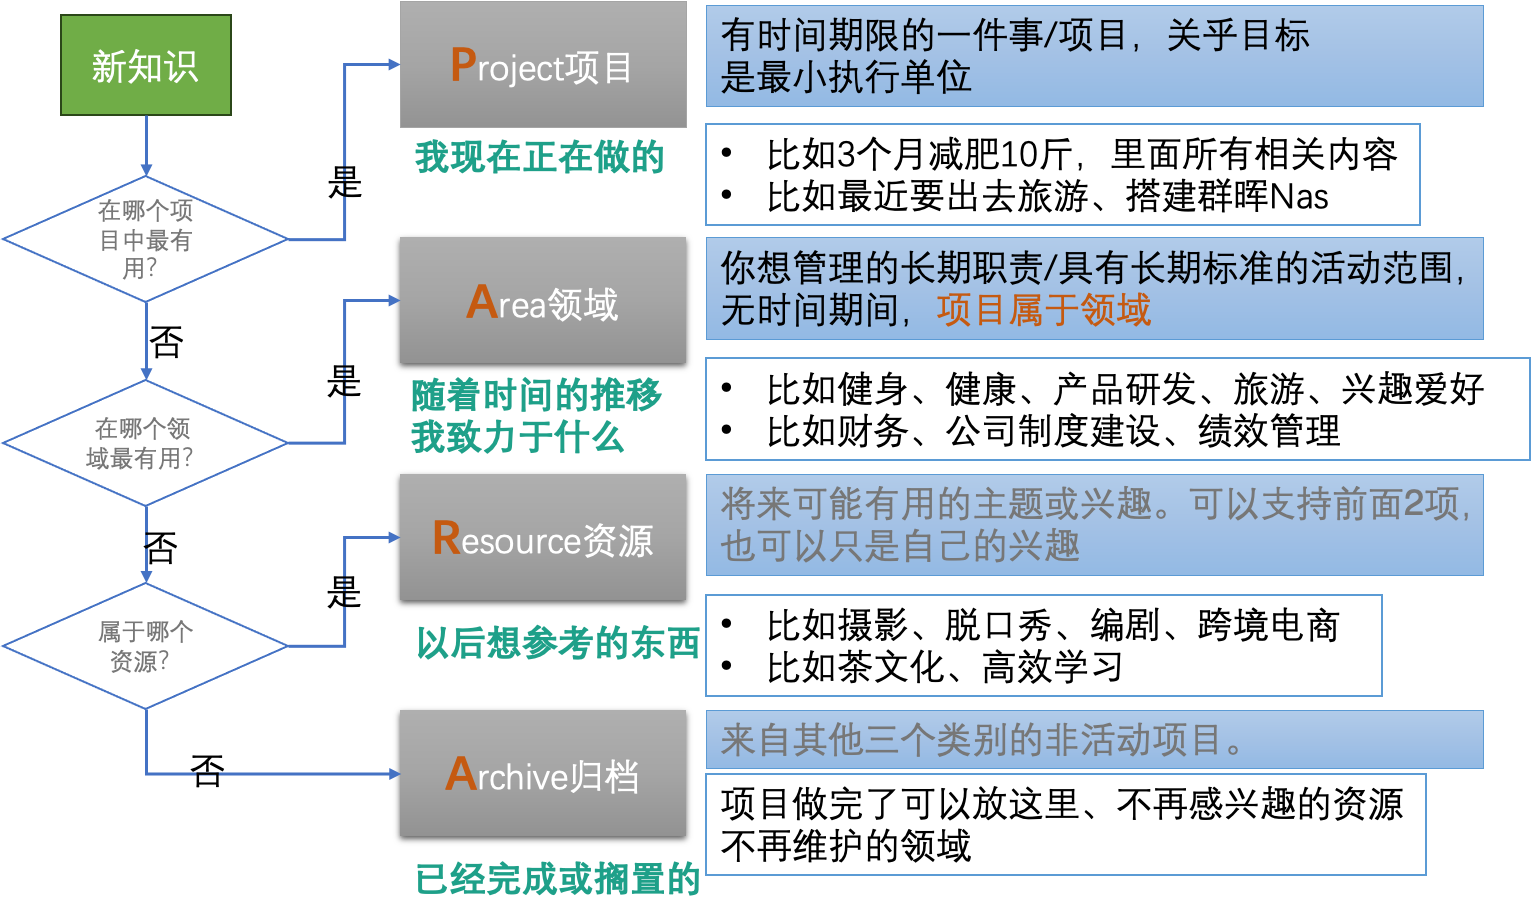 新知识
在哪个项
目中最有
用?
是
否
Project项目
我现在正在做的
有时间期限的一件事/项目，关乎目标
是最小执行单位
• 比如3个月减肥10斤，里面所有相关内容
• 比如最近要出去旅游、搭建群晖Nas
在哪个领
域最有用?
是
否
Area领域
随着时间的推移
我致力于什么
你想管理的长期职责/具有长期标准的活动范围，
无时间期间，项目属于领域
• 比如健身、健康、产品研发、旅游、兴趣爱好
• 比如财务、公司制度建设、绩效管理
属于哪个
资源?
是
否
Resource资源
以后想参考的东西
将来可能有用的主题或兴趣。可以支持前面2项，
也可以只是自己的兴趣
• 比如摄影、脱口秀、编剧、跨境电商
• 比如茶文化、高效学习
Archive归档
已经完成或搁置的
来自其他三个类别的非活动项目。
项目做完了可以放这里、不再感兴趣的资源
不再维护的领域